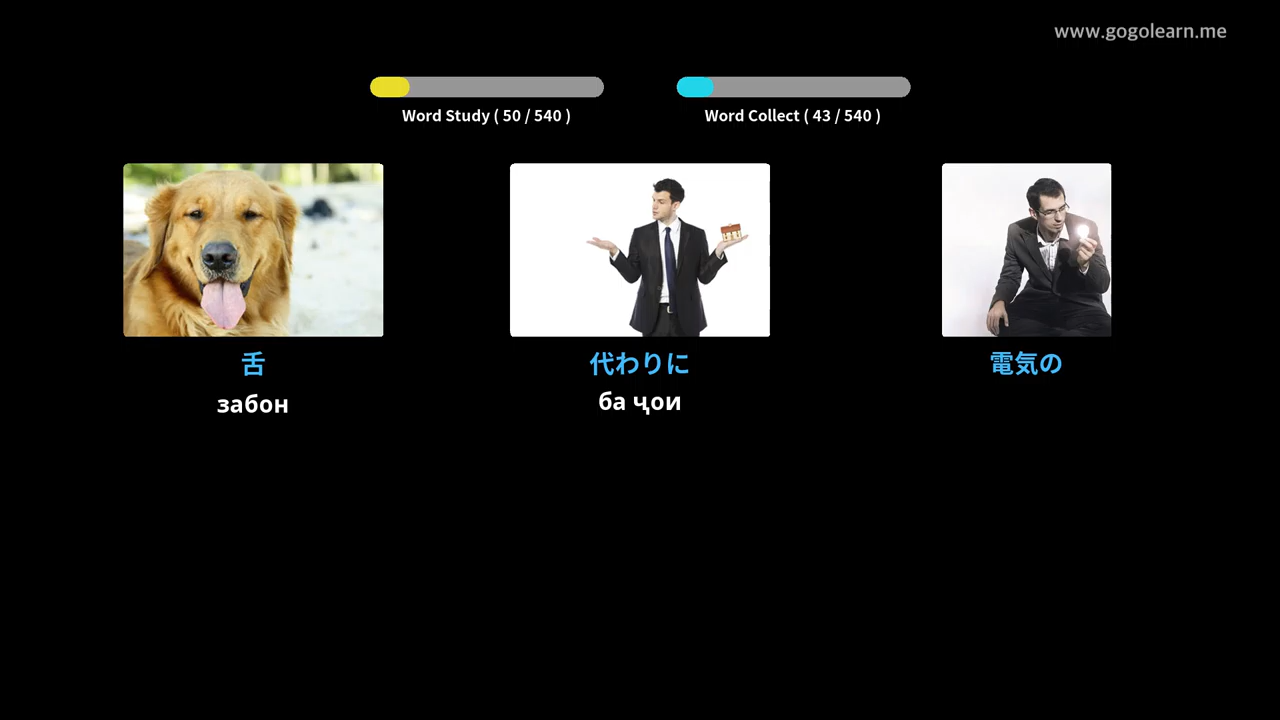 www.gogolearn.me
Word Study ( 50 / 540 )
Word Collect ( 43 / 540 )
舌
代わりに
電気の
забон
ба ҷои